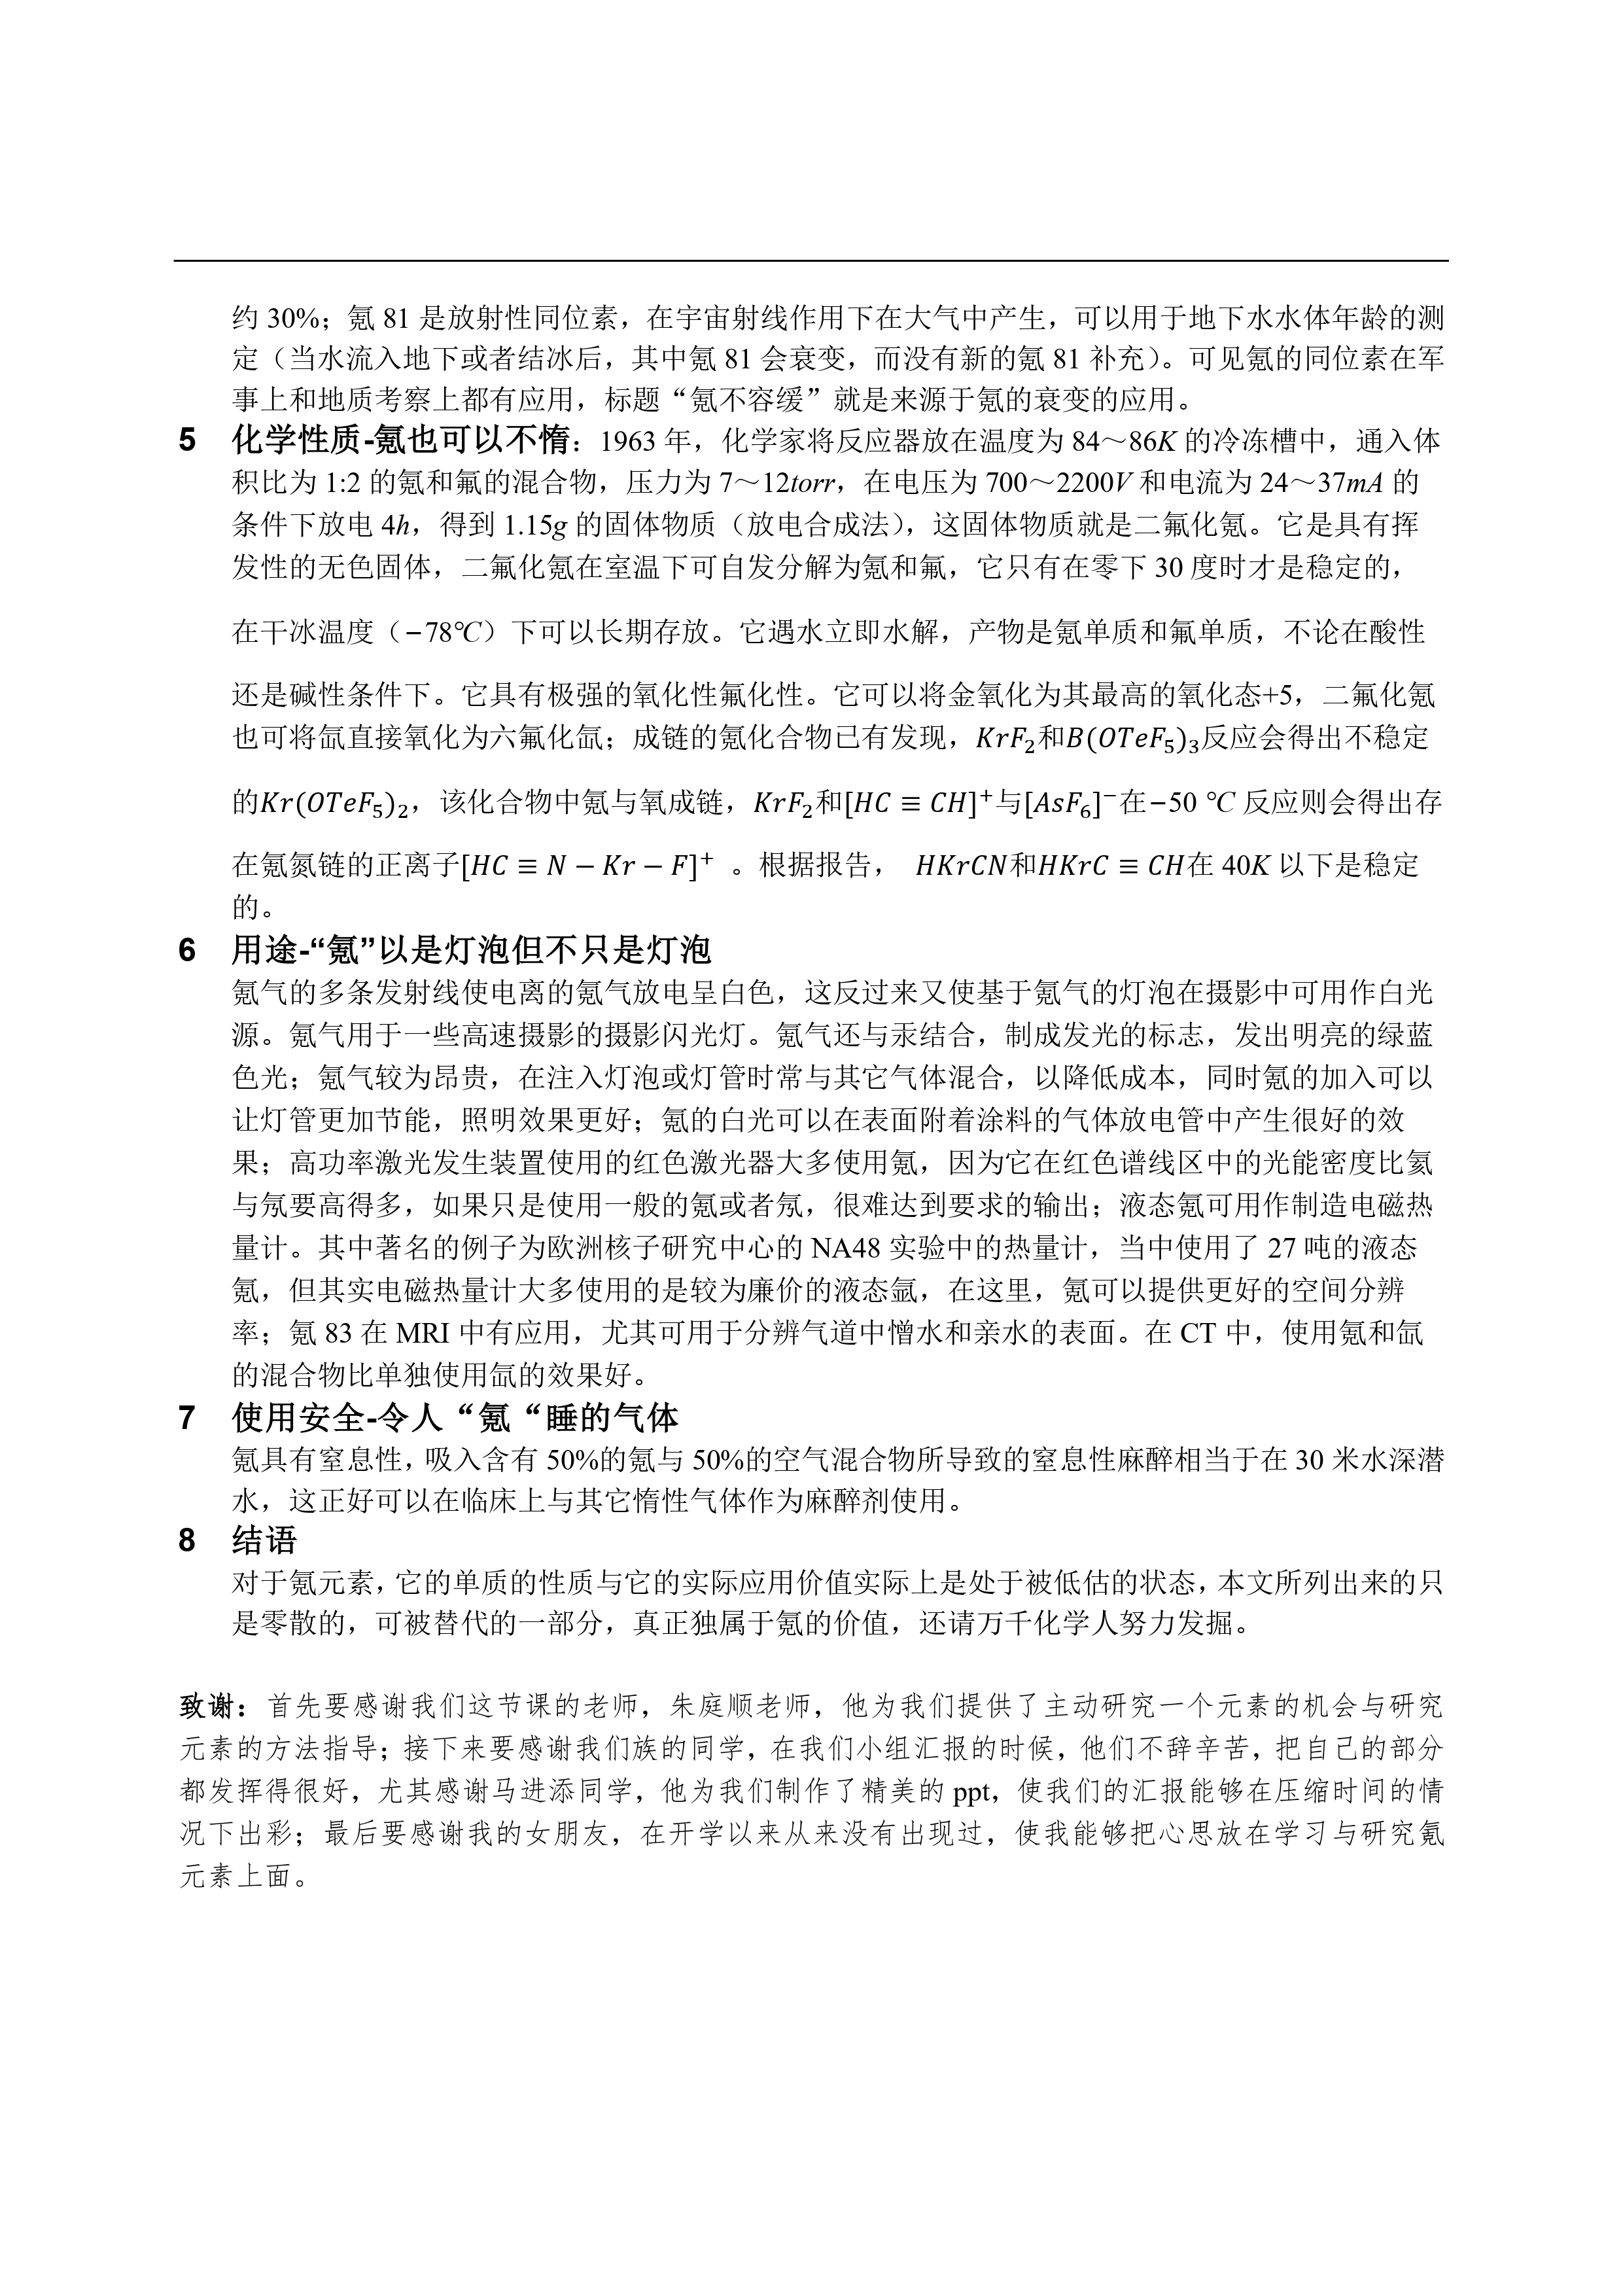 约 30%；氪 81 是放射性同位素，在宇宙射线作用下在大气中产生，可以用于地下水水体年龄的测
定（当水流入地下或者结冰后，其中氪 81 会衰变，而没有新的氪 81 补充）。可见氪的同位素在军
事上和地质考察上都有应用，标题“氪不容缓”就是来源于氪的衰变的应用。
5 化学性质-氪也可以不惰：1963 年，化学家将反应器放在温度为 84～86K 的冷冻槽中，通入体
积比为 1:2 的氪和氟的混合物，压力为 7～12torr，在电压为 700～2200V 和电流为 24～37mA 的
条件下放电 4h，得到 1.15g 的固体物质（放电合成法），这固体物质就是二氟化氪。它是具有挥
发性的无色固体，二氟化氪在室温下可自发分解为氪和氟，它只有在零下 30 度时才是稳定的，
在干冰温度（−78℃）下可以长期存放。它遇水立即水解，产物是氪单质和氟单质，不论在酸性
还是碱性条件下。它具有极强的氧化性氟化性。它可以将金氧化为其最高的氧化态+5，二氟化氪
也可将氙直接氧化为六氟化氙；成链的氪化合物已有发现，KrF₂和B(OTeF₅)₃反应会得出不稳定
的Kr(OTeF₅)₂，该化合物中氪与氧成链，KrF₂和[HC ≡ CH]⁺与[AsF₆]⁻在−50 ℃ 反应则会得出存
在氪氮链的正离子[HC ≡ N − Kr − F]⁺ 。根据报告， HKrCN和HKrC ≡ CH在 40K 以下是稳定
的。
6 用途-“氪”以是灯泡但不只是灯泡
氪气的多条发射线使电离的氪气放电呈白色，这反过来又使基于氪气的灯泡在摄影中可用作白光
源。氪气用于一些高速摄影的摄影闪光灯。氪气还与汞结合，制成发光的标志，发出明亮的绿蓝
色光；氪气较为昂贵，在注入灯泡或灯管时常与其它气体混合，以降低成本，同时氪的加入可以
让灯管更加节能，照明效果更好；氪的白光可以在表面附着涂料的气体放电管中产生很好的效
果；高功率激光发生装置使用的红色激光器大多使用氪，因为它在红色谱线区中的光能密度比氦
与氖要高得多，如果只是使用一般的氪或者氖，很难达到要求的输出；液态氪可用作制造电磁热
量计。其中著名的例子为欧洲核子研究中心的 NA48 实验中的热量计，当中使用了 27 吨的液态
氪，但其实电磁热量计大多使用的是较为廉价的液态氩，在这里，氪可以提供更好的空间分辨
率；氪 83 在 MRI 中有应用，尤其可用于分辨气道中憎水和亲水的表面。在 CT 中，使用氪和氙
的混合物比单独使用氙的效果好。
7 使用安全-令人“氪“睡的气体
氪具有窒息性，吸入含有 50%的氪与 50%的空气混合物所导致的窒息性麻醉相当于在 30 米水深潜
水，这正好可以在临床上与其它惰性气体作为麻醉剂使用。
8 结语
对于氪元素，它的单质的性质与它的实际应用价值实际上是处于被低估的状态，本文所列出来的只
是零散的，可被替代的一部分，真正独属于氪的价值，还请万千化学人努力发掘。
致谢：首先要感谢我们这节课的老师，朱庭顺老师，他为我们提供了主动研究一个元素的机会与研究
元素的方法指导；接下来要感谢我们族的同学，在我们小组汇报的时候，他们不辞辛苦，把自己的部分
都发挥得很好，尤其感谢马进添同学，他为我们制作了精美的 ppt，使我们的汇报能够在压缩时间的情
况下出彩；最后要感谢我的女朋友，在开学以来从来没有出现过，使我能够把心思放在学习与研究氪
元素上面。